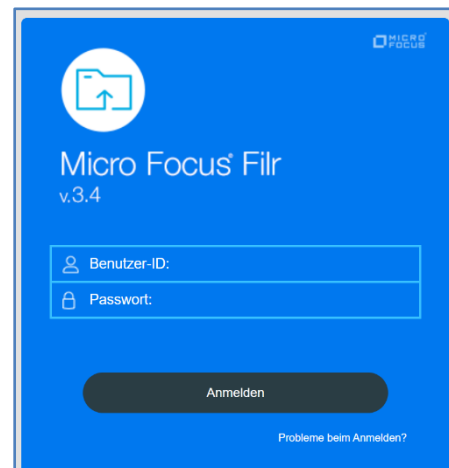 MICRO
FOCUS
Micro Focus® Filr
v.3.4
Benutzer-ID:
Passwort:
Anmelden
Probleme beim Anmelden?